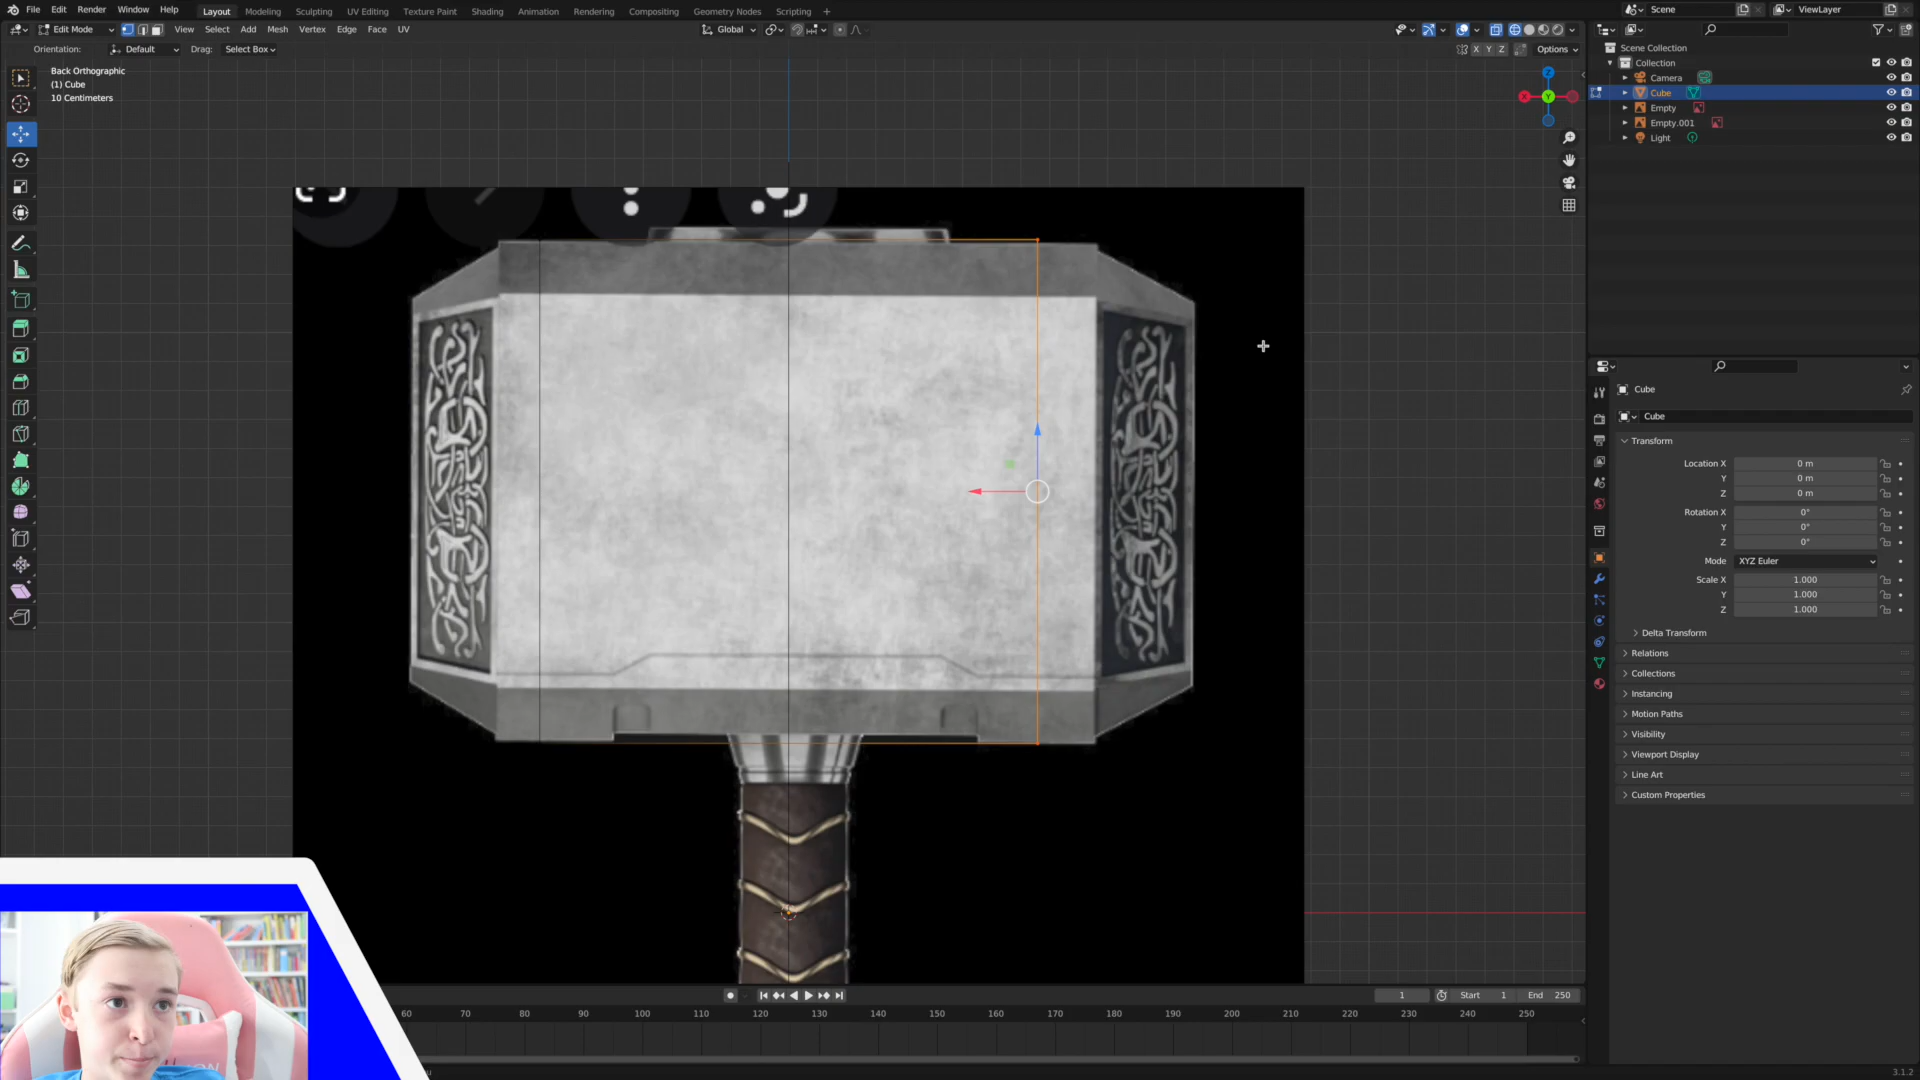 File Edit Render Window Help Layout Modeling Sculpting UV Editing Texture Paint Shading Animation Rendering Compositing Geometry Nodes Scripting + Scene ViewLayer
Edit Mode View Select Add Mesh Vertex Edge Face UV Global
Orientation: Default Drag: Select Box X Y Z Options
Back Orthographic
(1) Cube
10 Centimeters
Z
X
Y
Scene Collection
Collection
Camera
Cube
Empty
Empty.001
Light
Cube
Cube
Transform
Location X 0 m
Y 0 m
Z 0 m
Rotation X 0°
Y 0°
Z 0°
Mode XYZ Euler
Scale X 1.000
Y 1.000
Z 1.000
Delta Transform
Relations
Collections
Instancing
Motion Paths
Visibility
Viewport Display
Line Art
Custom Properties
1 Start 1 End 250
60 70 80 90 100 110 120 130 140 150 160 170 180 190 200 210 220 230 240 250
3.1.2